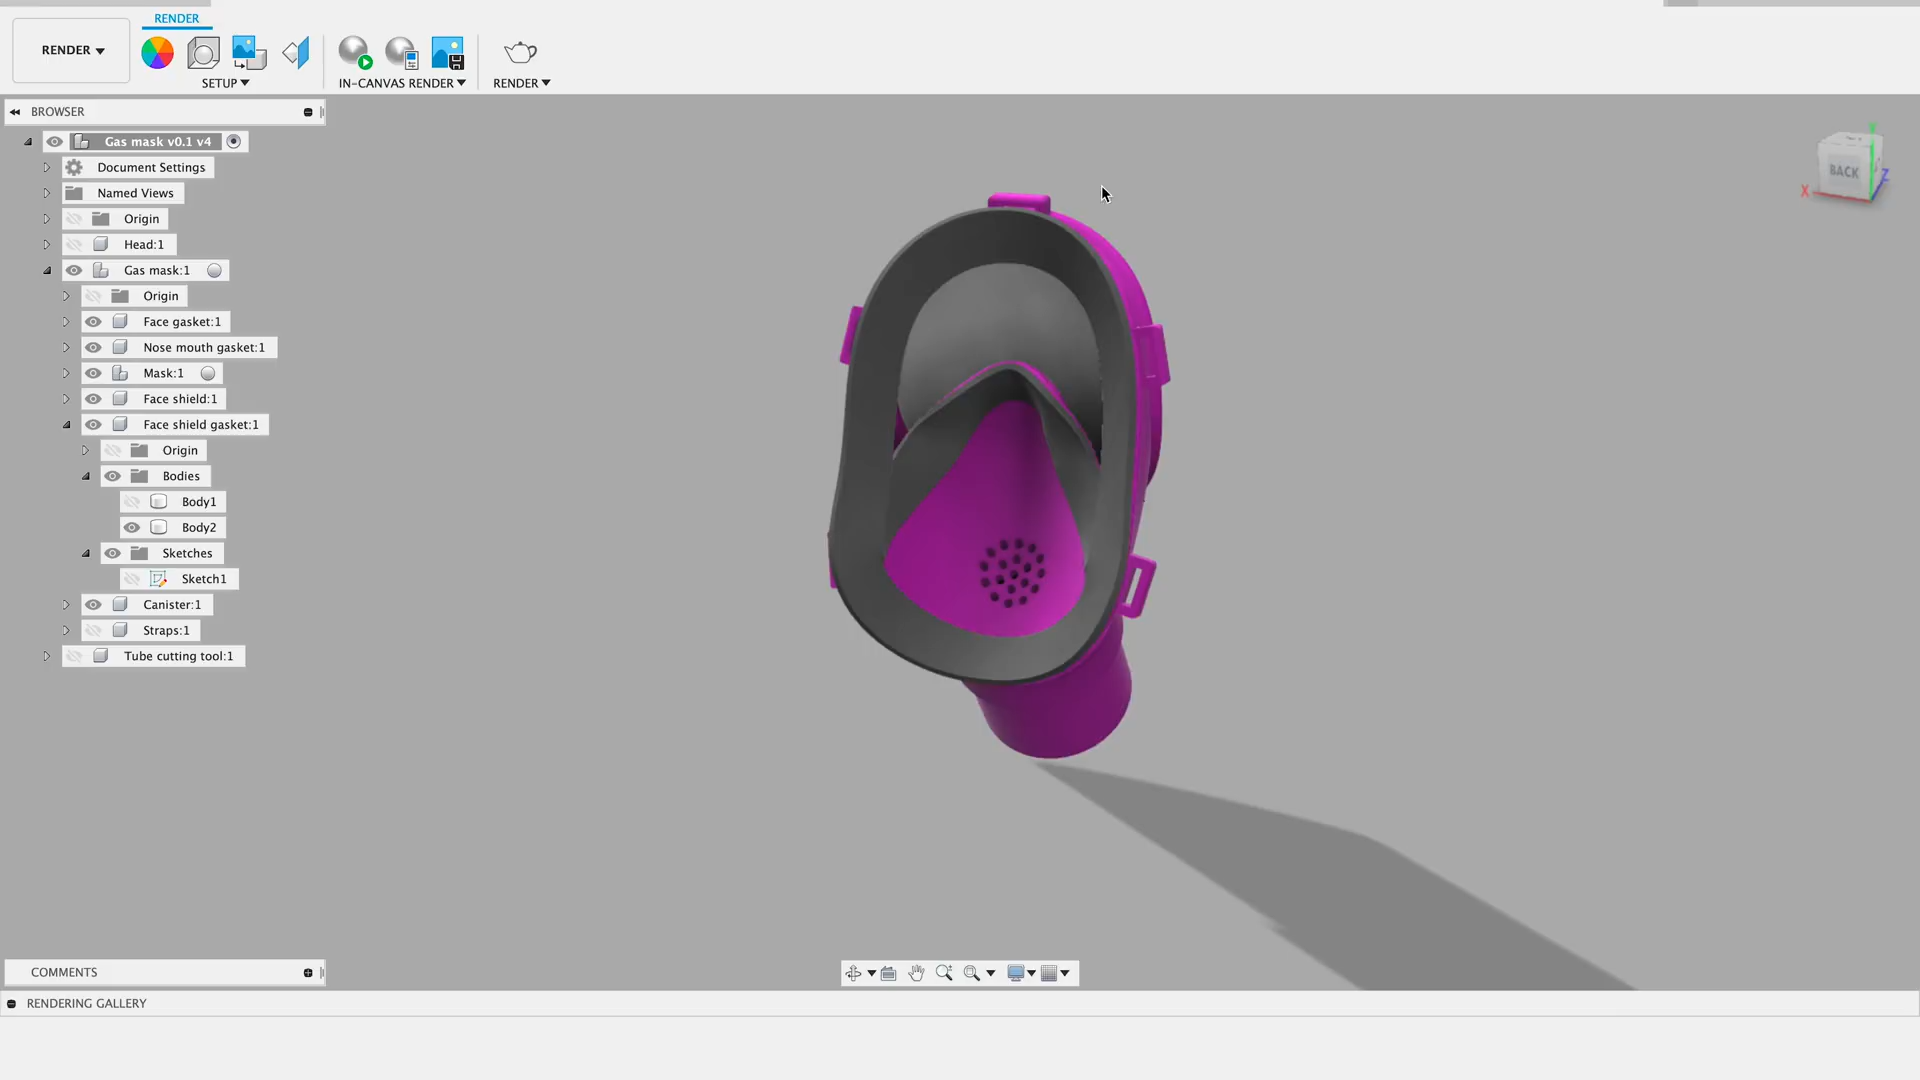 RENDER
RENDER
SETUP
IN-CANVAS RENDER
RENDER
BROWSER
Gas mask v0.1 v4
Document Settings
Named Views
Origin
Head:1
Gas mask:1
Origin
Face gasket:1
Nose mouth gasket:1
Mask:1
Face shield:1
Face shield gasket:1
Origin
Bodies
Body1
Body2
Sketches
Sketch1
Canister:1
Straps:1
Tube cutting tool:1
BACK
X
Y
Z
COMMENTS
RENDERING GALLERY